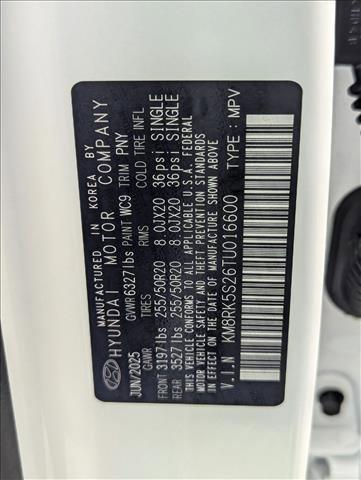 MANUFACTURED IN KOREA BY
HYUNDAI MOTOR COMPANY
GVWR 6327lbs PAINT WC9 TRIM PNY
JUN/2025 TIRES RIMS COLD TIRE INFL
GAWR
FRONT 3197lbs 255/50R20 8.0JX20 36psi SINGLE
REAR 3527lbs 255/50R20 8.0JX20 36psi SINGLE
THIS VEHICLE CONFORMS TO ALL APPLICABLE U.S.A. FEDERAL
MOTOR VEHICLE SAFETY AND THEFT PREVENTION STANDARDS
IN EFFECT ON THE DATE OF MANUFACTURE SHOWN ABOVE.
V.I.N KM8RK5S26TU016600 TYPE: MPV